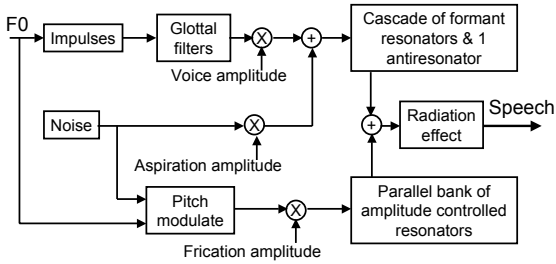 F0
Impulses
Glottal
filters
X
Voice amplitude
+
Cascade of formant
resonators & 1
antiresonator
Noise
X
Aspiration amplitude
+
Radiation
effect
Speech
Pitch
modulate
X
Frication amplitude
Parallel bank of
amplitude controlled
resonators